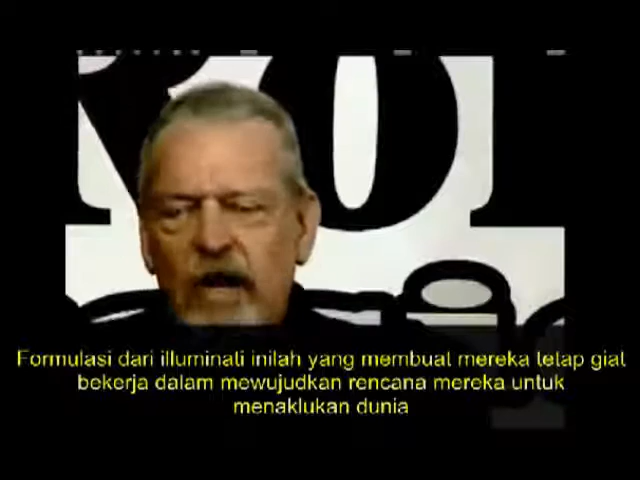 Formulasi dari illuminati inilah yang membuat mereka tetap giat
bekerja dalam mewujudkan rencana mereka untuk
menaklukan dunia